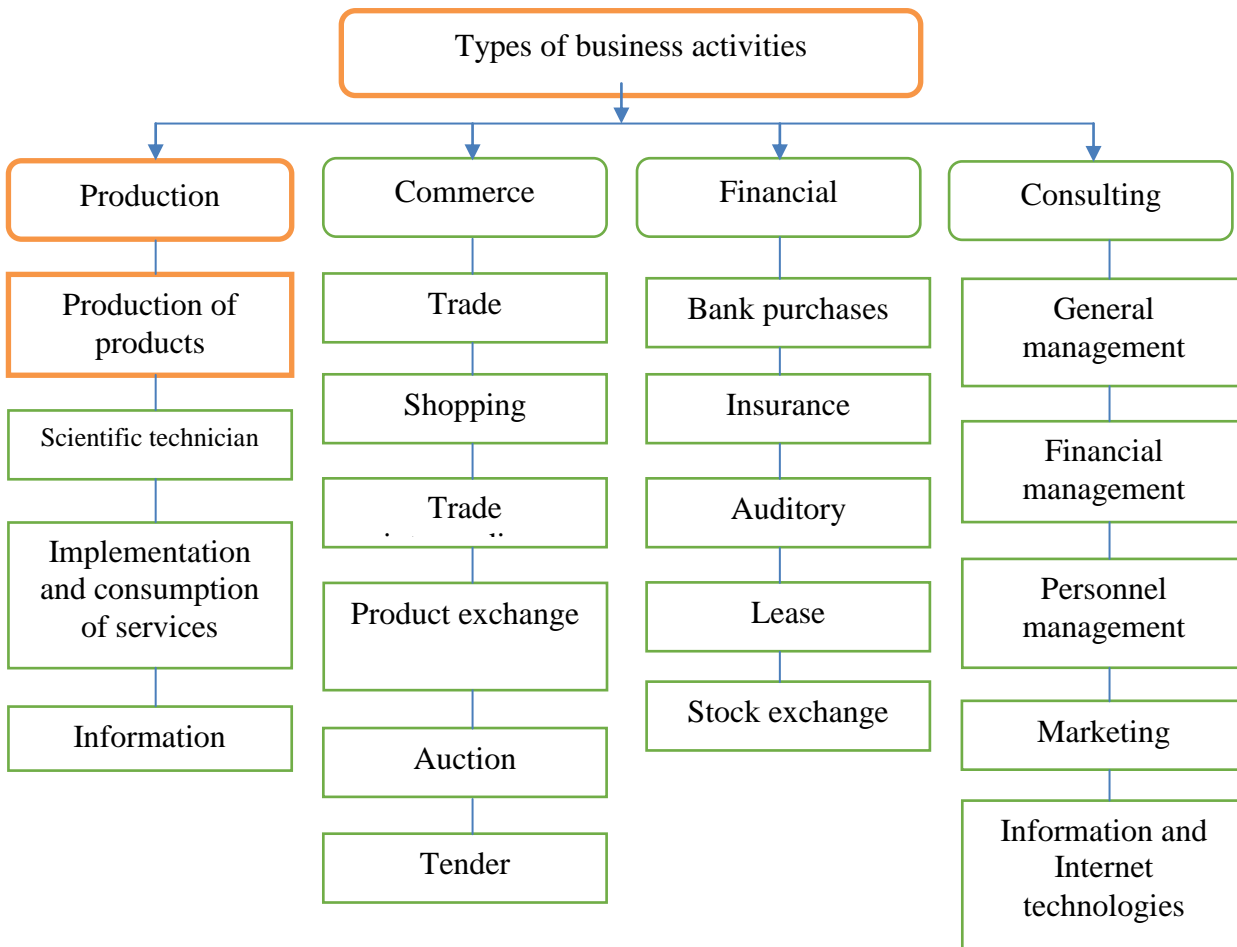 Types of business activities
Production
Commerce
Financial
Consulting
Production of
products
Scientific technician
Implementation
and consumption
of services
Information
Trade
Shopping
Trade
Product exchange
Auction
Tender
Bank purchases
Insurance
Auditory
Lease
Stock exchange
General
management
Financial
management
Personnel
management
Marketing
Information and
Internet
technologies